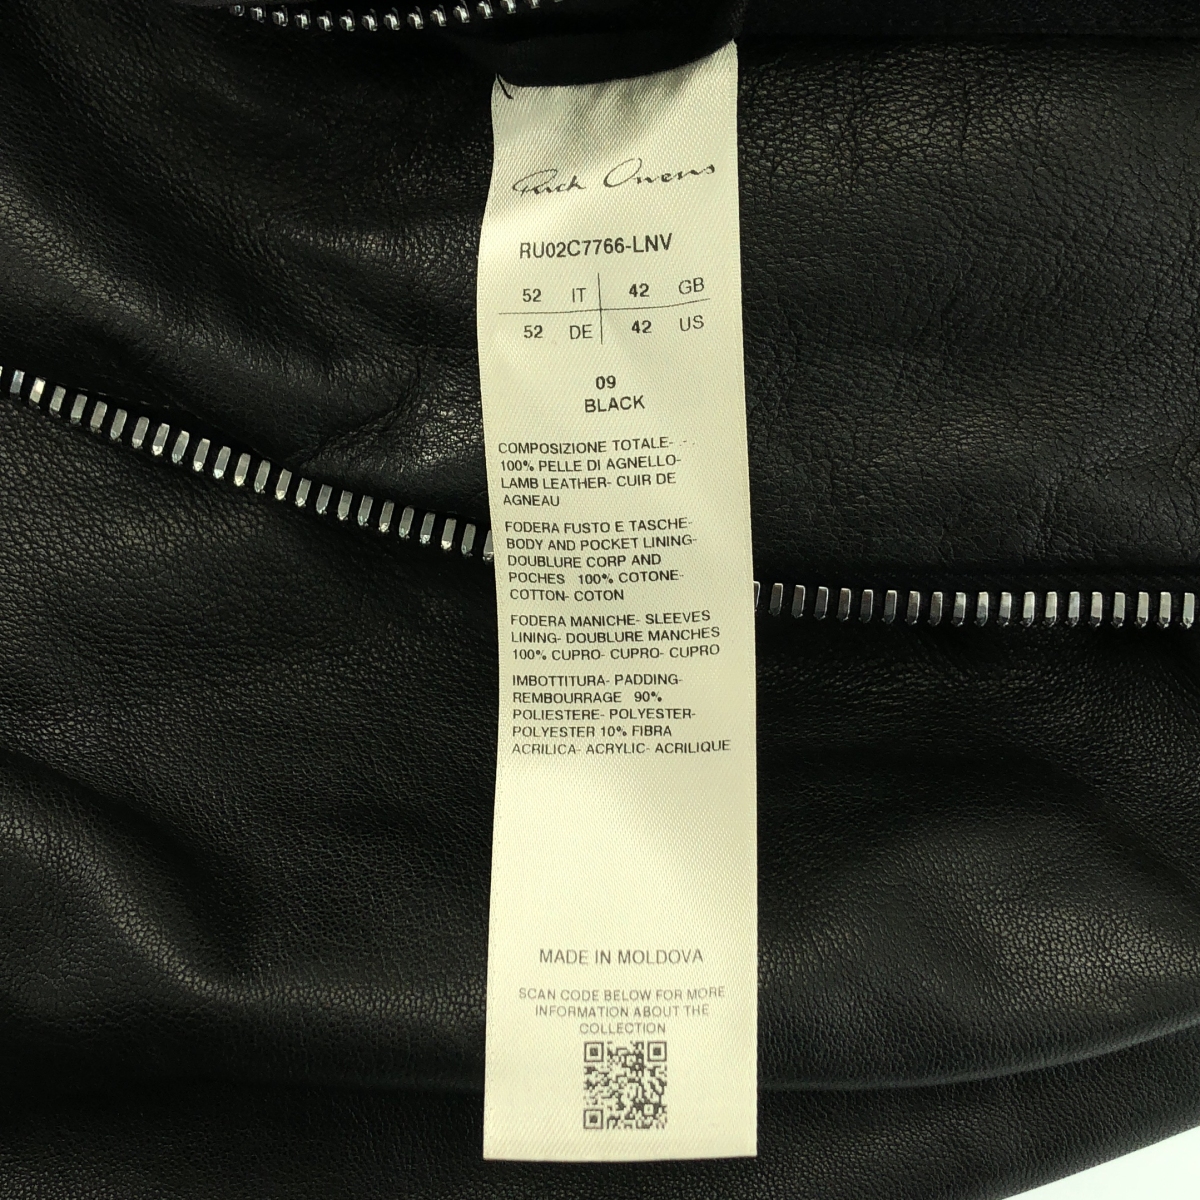 Rick Owens
RU02C7766-LNV
52 IT 42 GB
52 DE 42 US
09
BLACK
COMPOSIZIONE TOTALE-
100% PELLE DI AGNELLO-
LAMB LEATHER- CUIR DE
AGNEAU
FODERA FUSTO E TASCHE-
BODY AND POCKET LINING-
DOUBLURE CORP AND
POCHES 100% COTONE-
COTTON- COTON
FODERA MANICHE- SLEEVES
LINING- DOUBLURE MANCHES
100% CUPRO- CUPRO- CUPRO
IMBOTTITURA- PADDING-
REMBOURRAGE 90%
POLIESTERE- POLYESTER-
POLYESTER 10% FIBRA
ACRILICA- ACRYLIC- ACRILIQUE
MADE IN MOLDOVA
SCAN CODE BELOW FOR MORE
INFORMATION ABOUT THE
COLLECTION